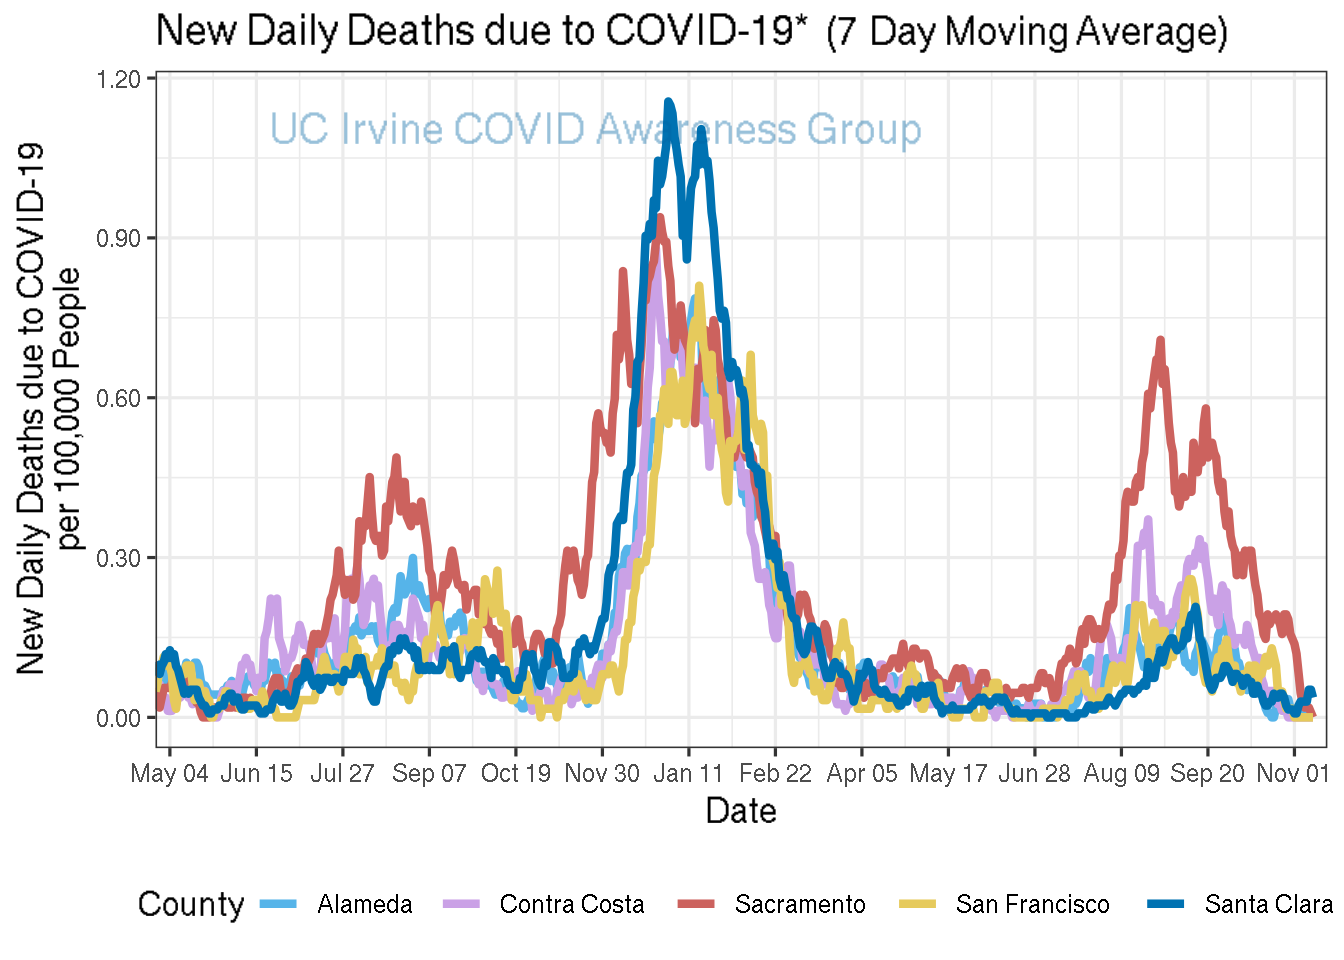 New Daily Deaths due to COVID-19* (7 Day Moving Average)
UC Irvine COVID Awareness Group
New Daily Deaths due to COVID-19
per 100,000 People
1.20
0.90
0.60
0.30
0.00
May 04 Jun 15 Jul 27 Sep 07 Oct 19 Nov 30 Jan 11 Feb 22 Apr 05 May 17 Jun 28 Aug 09 Sep 20 Nov 01
Date
County Alameda Contra Costa Sacramento San Francisco Santa Clara